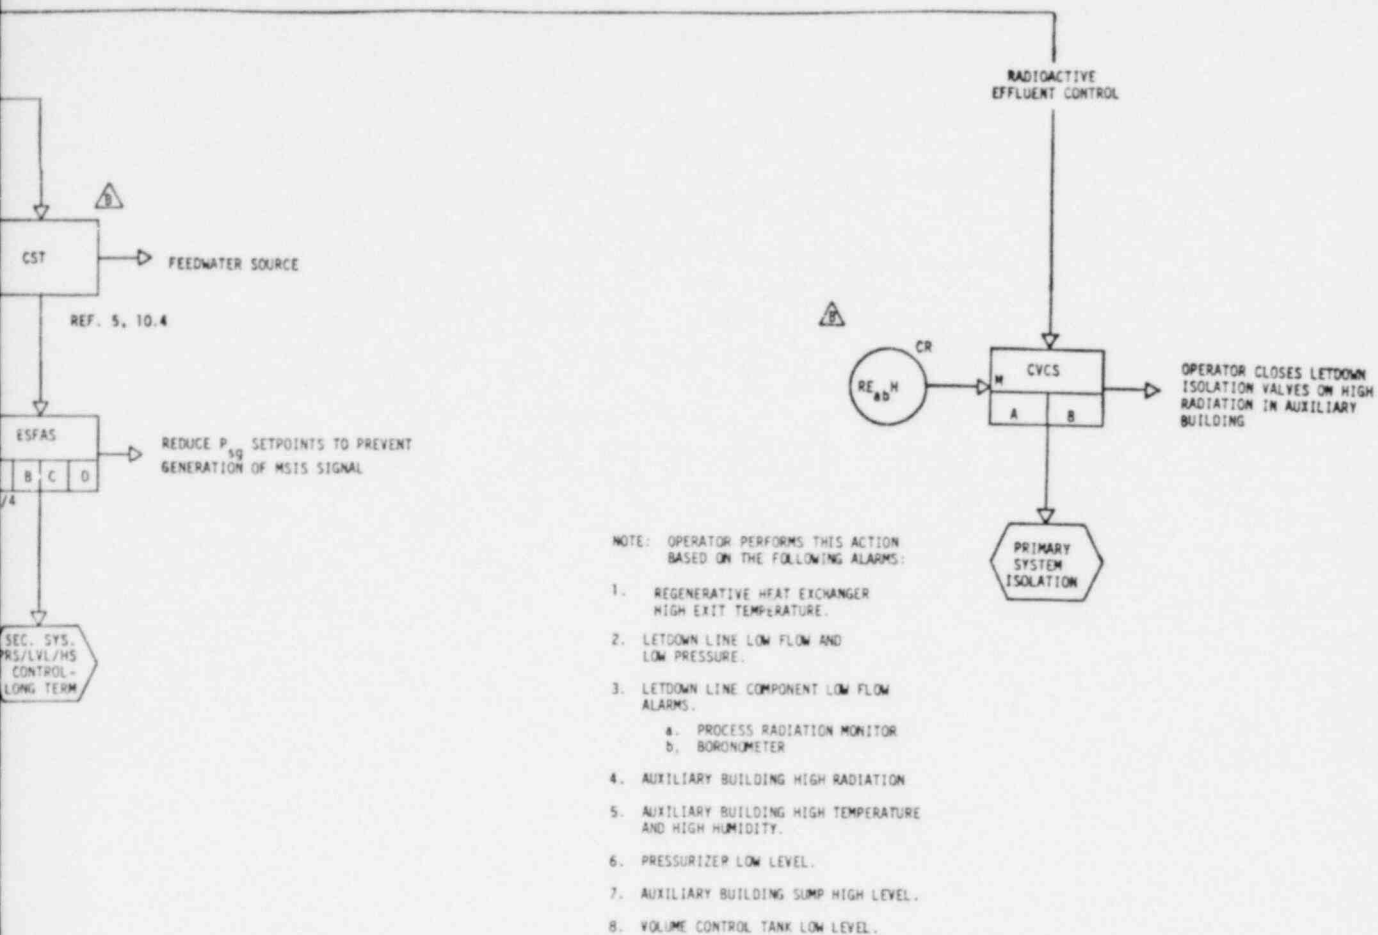 RADIOACTIVE
EFFLUENT CONTROL
B
CST
FEEDWATER SOURCE
REF. 5, 10.4
ESFAS
B C D
/4
REDUCE Psg SETPOINTS TO PREVENT
GENERATION OF MSIS SIGNAL
SEC. SYS.
PRS/LVL/HS
CONTROL-
LONG TERM
B
CR
REabH
M
CVCS
A B
OPERATOR CLOSES LETDOWN
ISOLATION VALVES ON HIGH
RADIATION IN AUXILIARY
BUILDING
PRIMARY
SYSTEM
ISOLATION
NOTE: OPERATOR PERFORMS THIS ACTION
BASED ON THE FOLLOWING ALARMS:
1. REGENERATIVE HEAT EXCHANGER
HIGH EXIT TEMPERATURE.
2. LETDOWN LINE LOW FLOW AND
LOW PRESSURE.
3. LETDOWN LINE COMPONENT LOW FLOW
ALARMS.
a. PROCESS RADIATION MONITOR
b. BORONOMETER
4. AUXILIARY BUILDING HIGH RADIATION
5. AUXILIARY BUILDING HIGH TEMPERATURE
AND HIGH HUMIDITY.
6. PRESSURIZER LOW LEVEL.
7. AUXILIARY BUILDING SUMP HIGH LEVEL.
8. VOLUME CONTROL TANK LOW LEVEL.